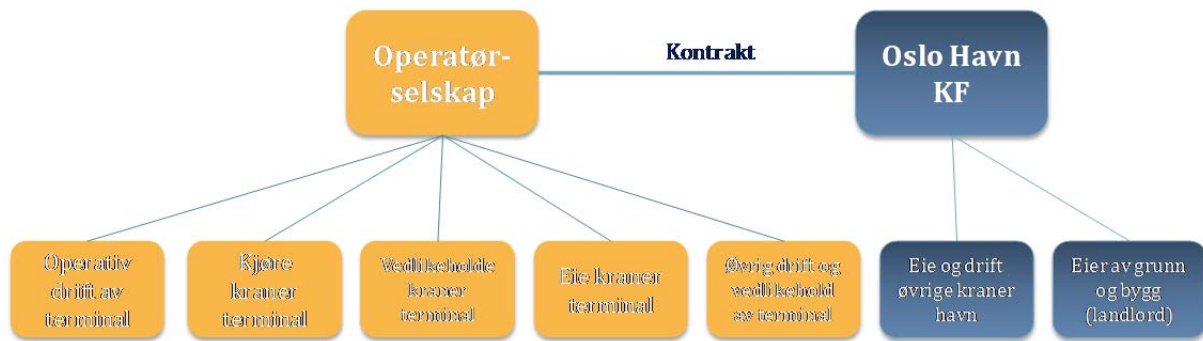 Operatør-
selskap
Kontrakt
Oslo Havn
KF
Operativ
drift av
terminal
Kjøre
kraner
terminal
Vedlikeholde
kraner
terminal
Eie kraner
terminal
Øvrig drift og
vedlikehold
av terminal
Eie og drift
øvrige kraner
havn
Eier av grunn
og bygg
(landlord)